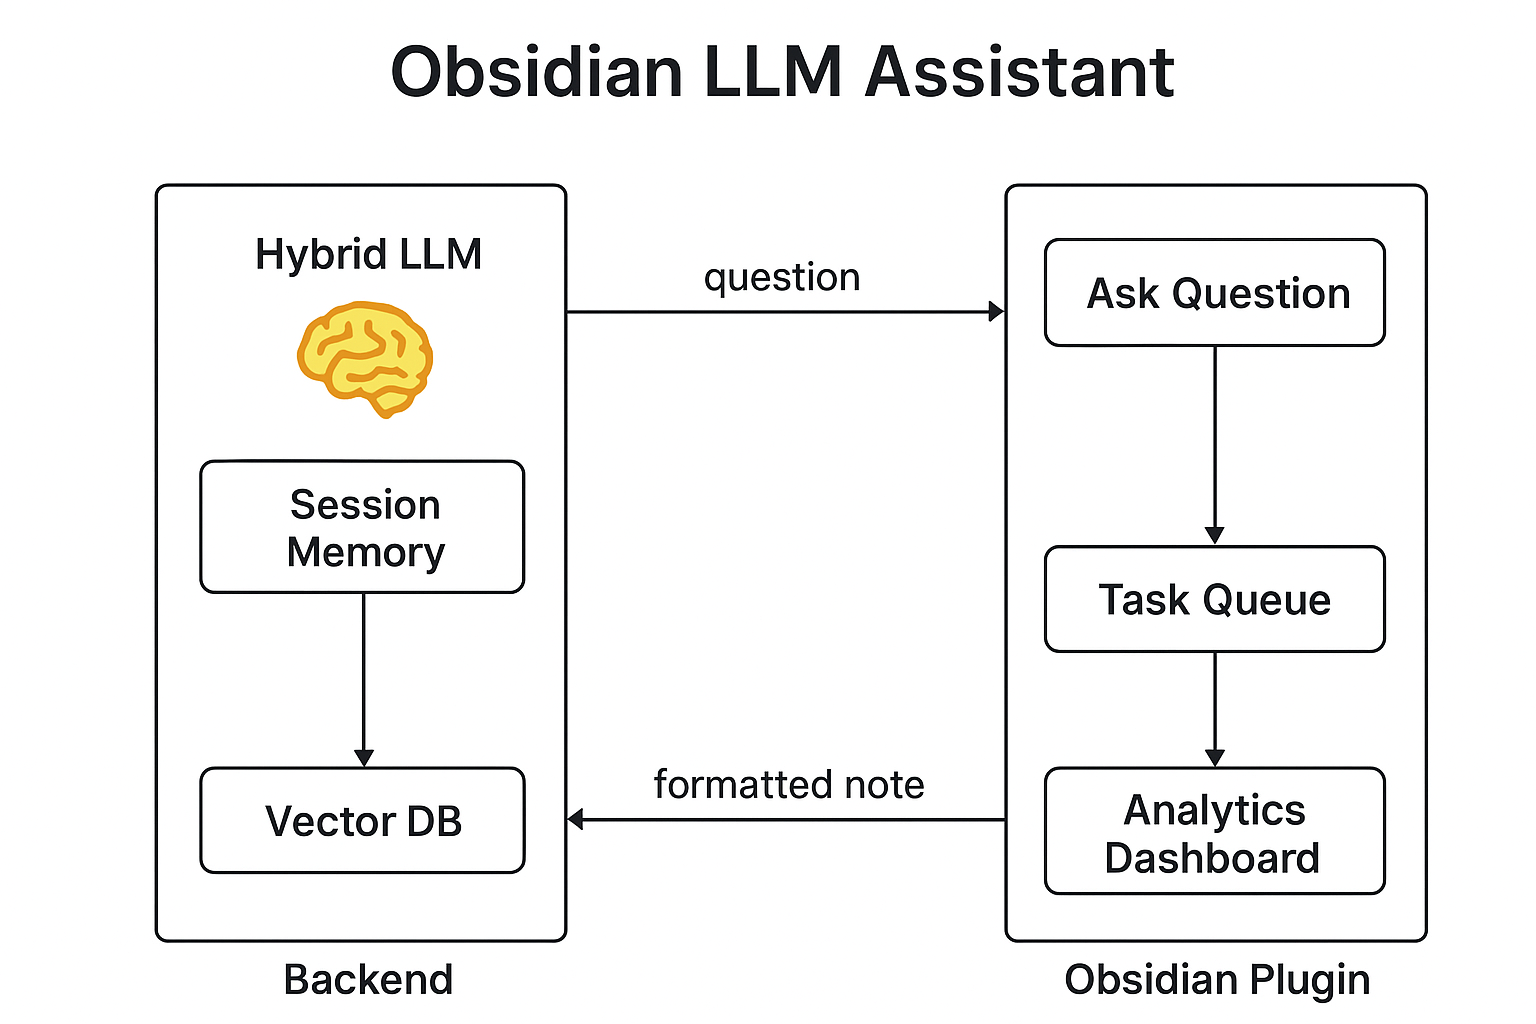 Obsidian LLM Assistant
Hybrid LLM
Session
Memory
Vector DB
Backend
question
formatted note
Ask Question
Task Queue
Analytics
Dashboard
Obsidian Plugin